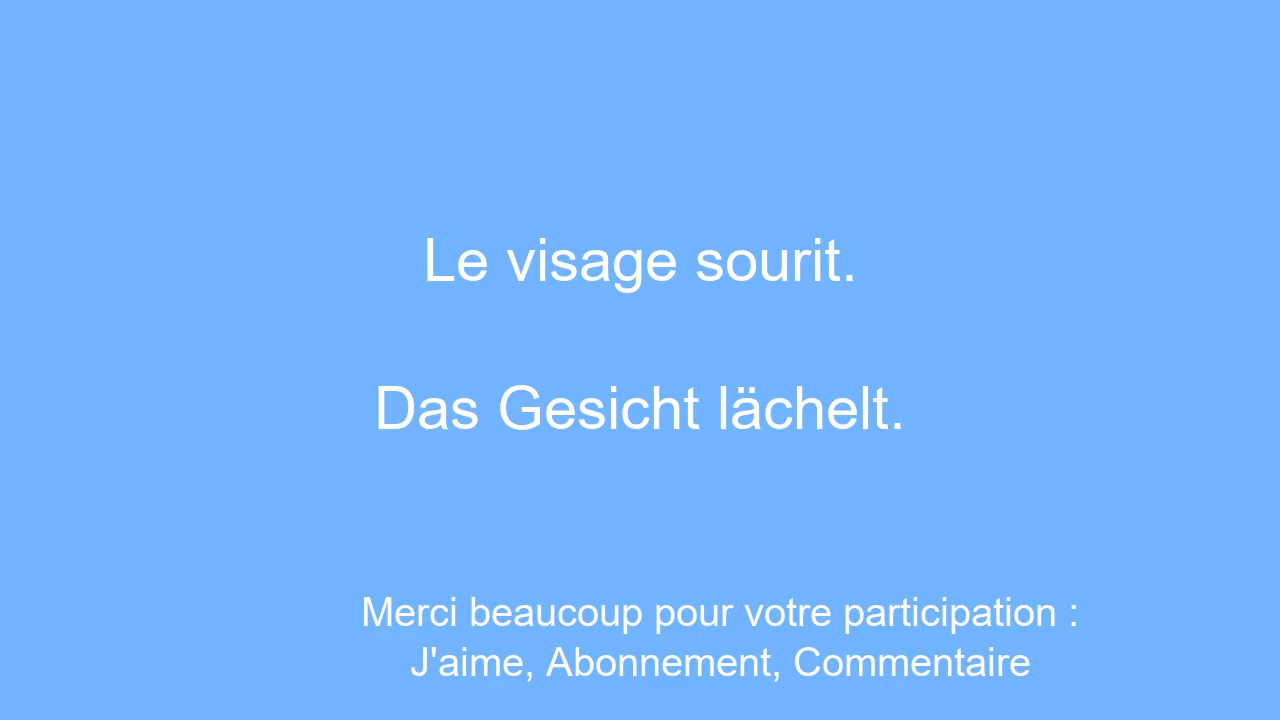 Le visage sourit.
Das Gesicht lächelt.
Merci beaucoup pour votre participation :
J'aime, Abonnement, Commentaire